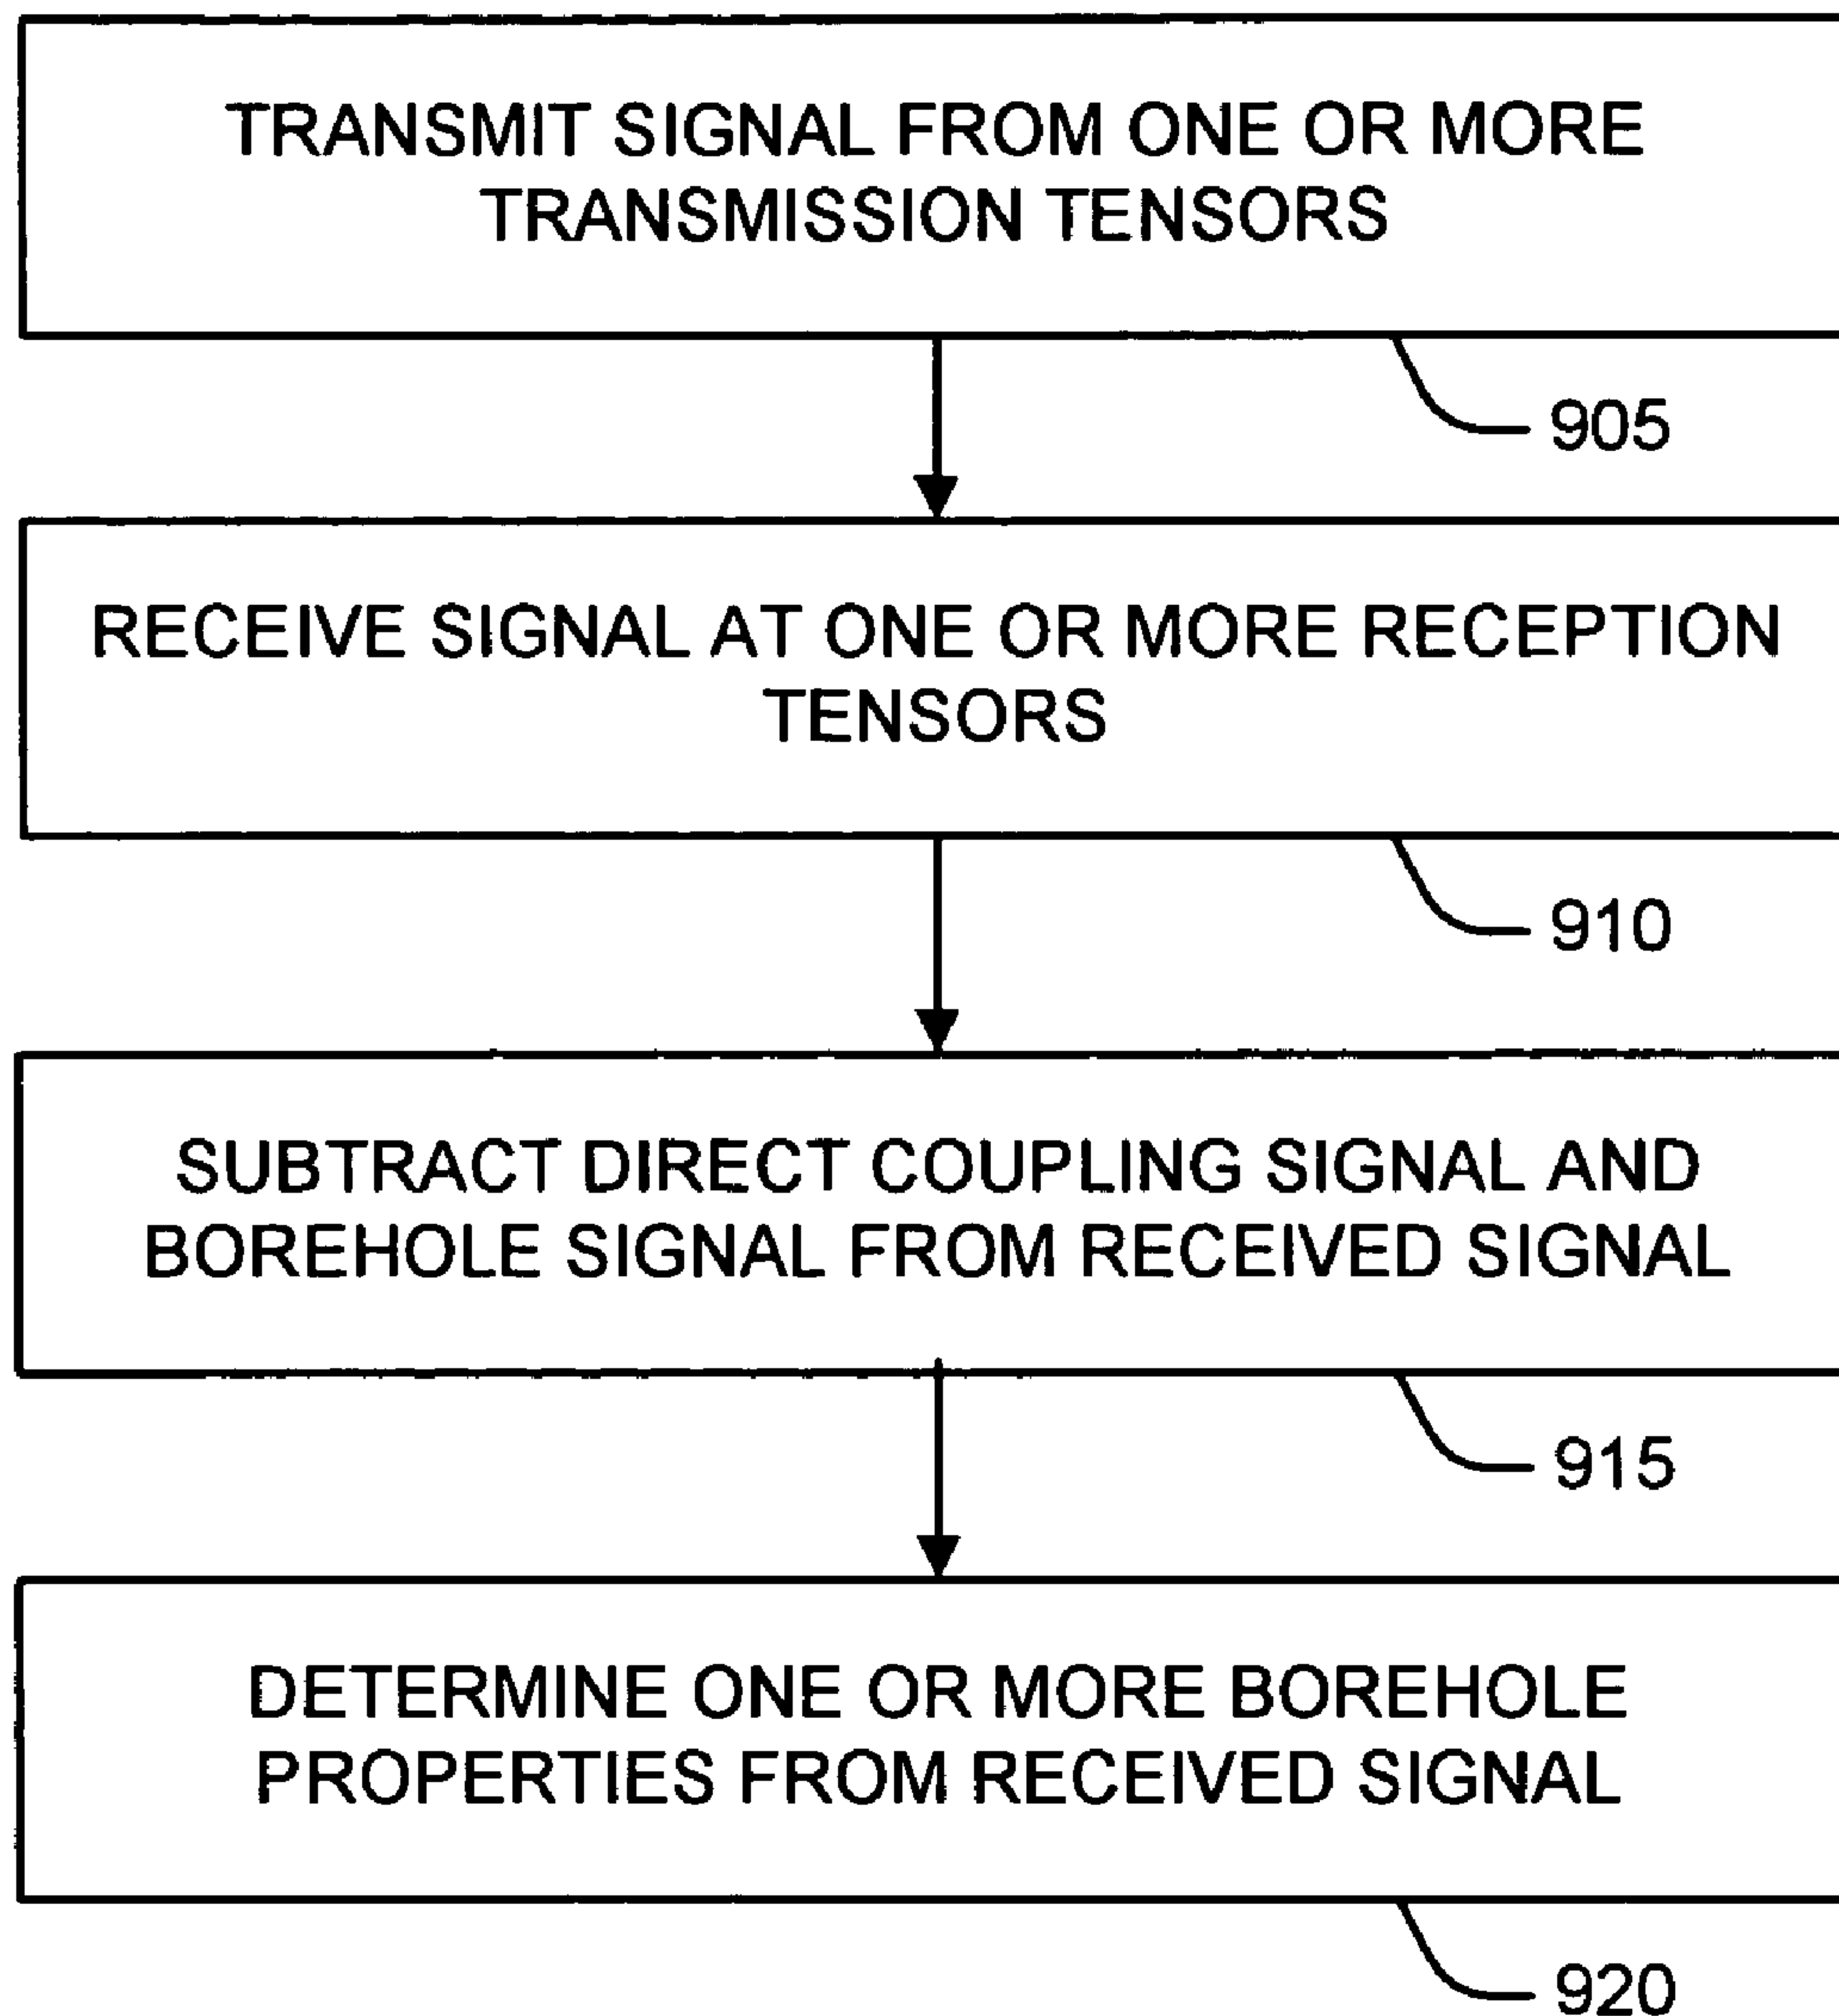 TRANSMIT SIGNAL FROM ONE OR MORE
TRANSMISSION TENSORS
905
RECEIVE SIGNAL AT ONE OR MORE RECEPTION
TENSORS
910
SUBTRACT DIRECT COUPLING SIGNAL AND
BOREHOLE SIGNAL FROM RECEIVED SIGNAL
915
DETERMINE ONE OR MORE BOREHOLE
PROPERTIES FROM RECEIVED SIGNAL
920